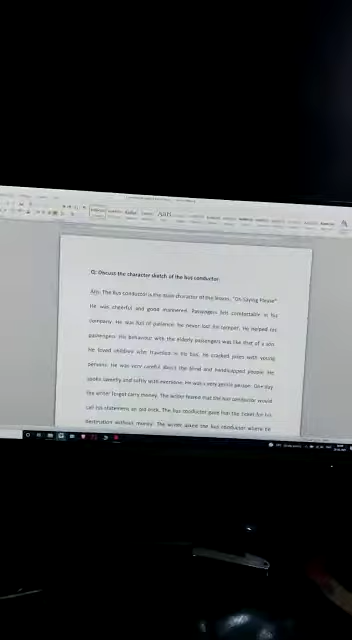 Q: Discuss the character sketch of the bus conductor.
Ans: The bus conductor is the main character of the lesson, "On Saying Please"
He was cheerful and good mannered. Passengers felt comfortable in his
company. He was full of patience. He never lost his temper. He helped his
passengers. His behaviour with the elderly passengers was like that of a son.
He loved children who travelled in his bus. He cracked jokes with young
persons. He was very careful about the blind and handicapped people. He
spoke sweetly and softly with everyone. He was a very gentle person. One day
the writer forgot carry money. The writer feared that the bus conductor would
call his statement an old trick. The bus conductor gave him the ticket for his
destination without money. The writer asked the bus conductor where he